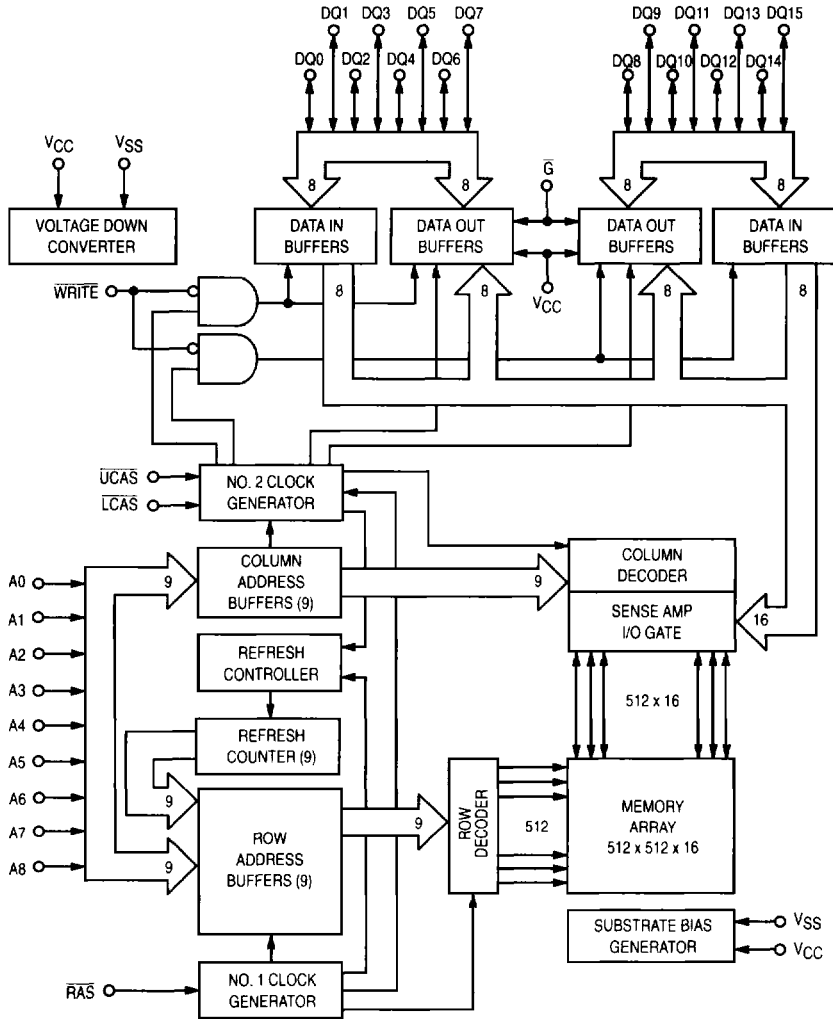 DQ1 DQ3 DQ5 DQ7 DQ9 DQ11 DQ13 DQ15
DQ0 DQ2 DQ4 DQ6 DQ8 DQ10 DQ12 DQ14
VCC VSS
8 8 G̅ 8 8
VOLTAGE DOWN
CONVERTER
DATA IN
BUFFERS
DATA OUT
BUFFERS
DATA OUT
BUFFERS
DATA IN
BUFFERS
W̅R̅I̅T̅E̅
8 8 VCC 8 8
U̅C̅A̅S̅
L̅C̅A̅S̅
NO. 2 CLOCK
GENERATOR
A0
A1
A2
A3
A4
A5
A6
A7
A8
9
COLUMN
ADDRESS
BUFFERS (9)
9
COLUMN
DECODER
SENSE AMP
I/O GATE
16
REFRESH
CONTROLLER
512 x 16
REFRESH
COUNTER (9)
9
9
ROW
ADDRESS
BUFFERS (9)
9
ROW
DECODER
512
MEMORY
ARRAY
512 x 512 x 16
SUBSTRATE BIAS
GENERATOR
VSS
VCC
R̅A̅S̅
NO. 1 CLOCK
GENERATOR